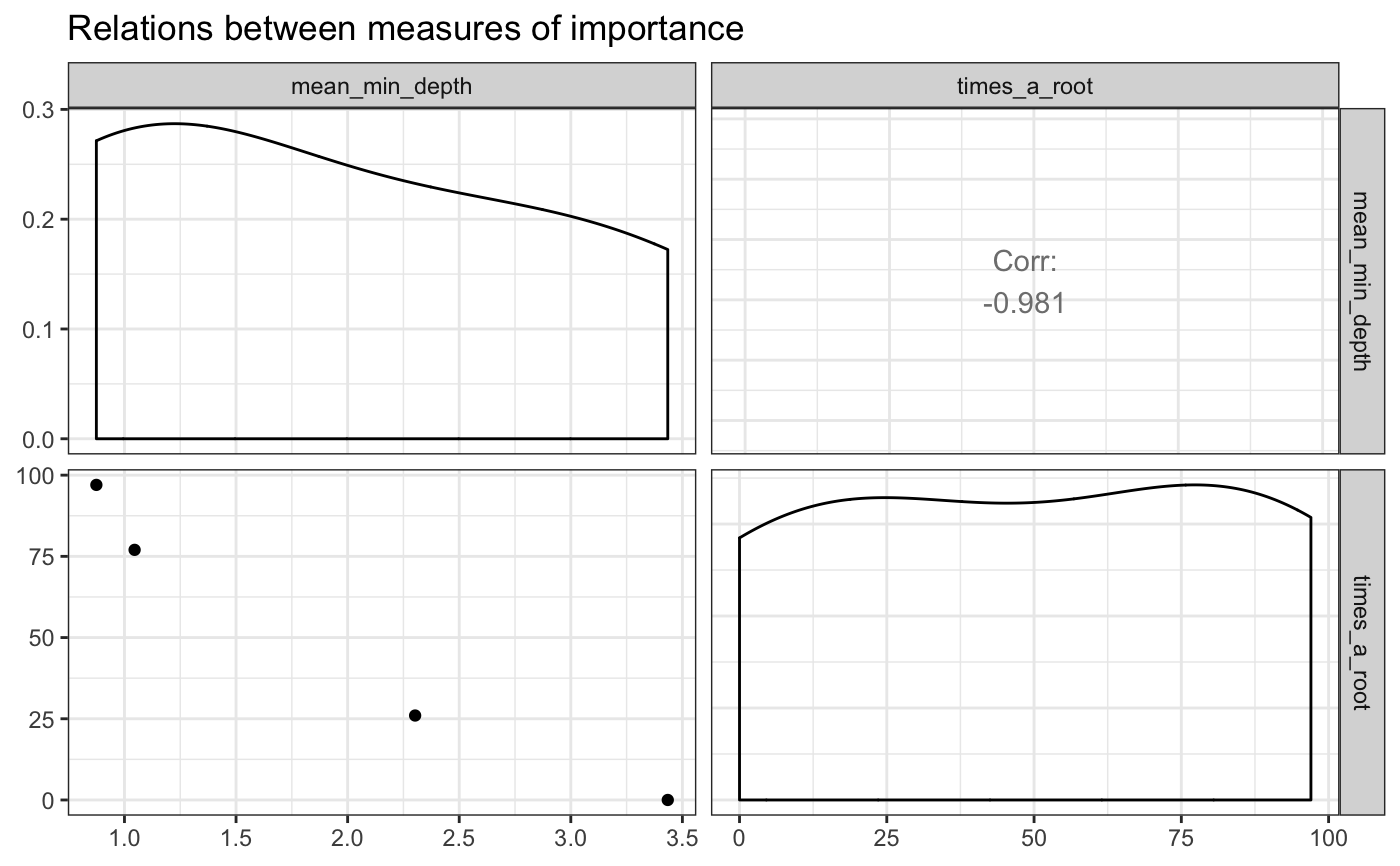 Relations between measures of importance
mean_min_depth
times_a_root
0.3
0.2
0.1
0.0
Corr:
-0.981
mean_min_depth
100
75
50
25
0
times_a_root
1.0 1.5 2.0 2.5 3.0 3.5
0 25 50 75 100